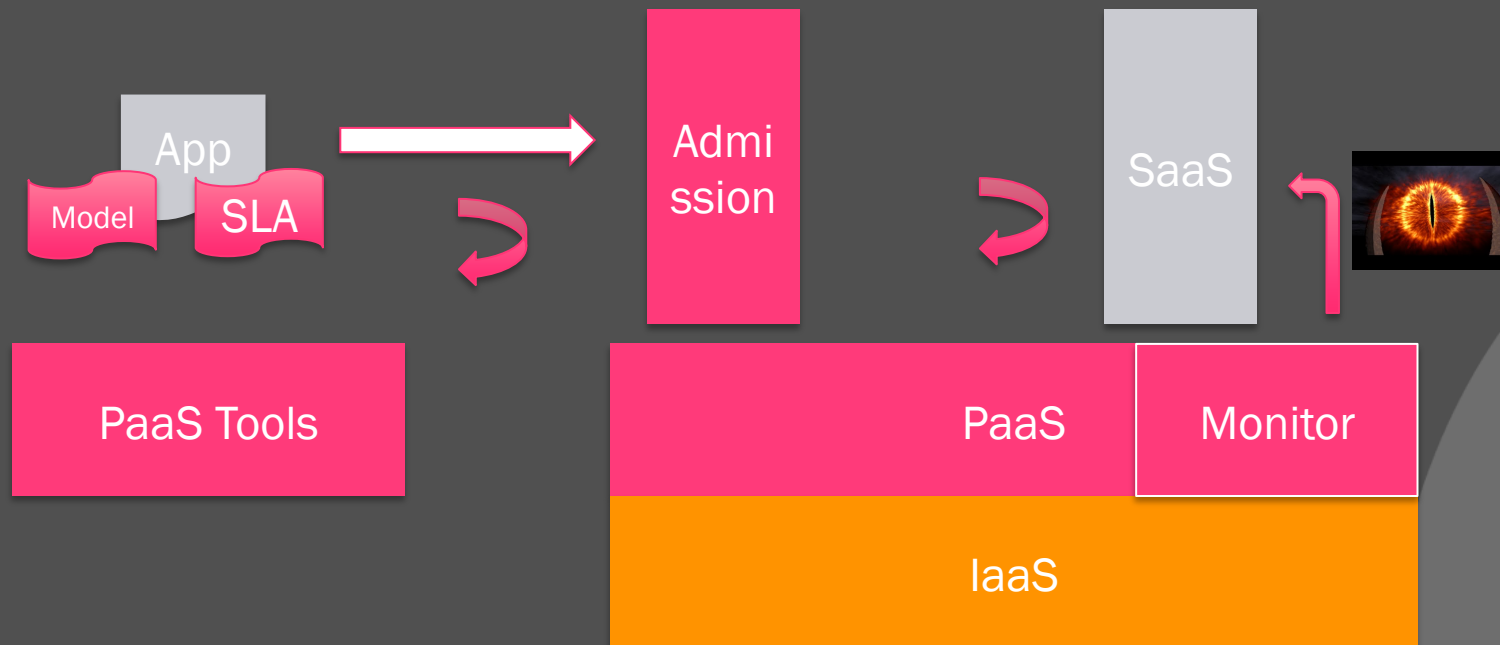 App
Model
SLA
Admi
ssion
SaaS
PaaS Tools
PaaS
Monitor
IaaS